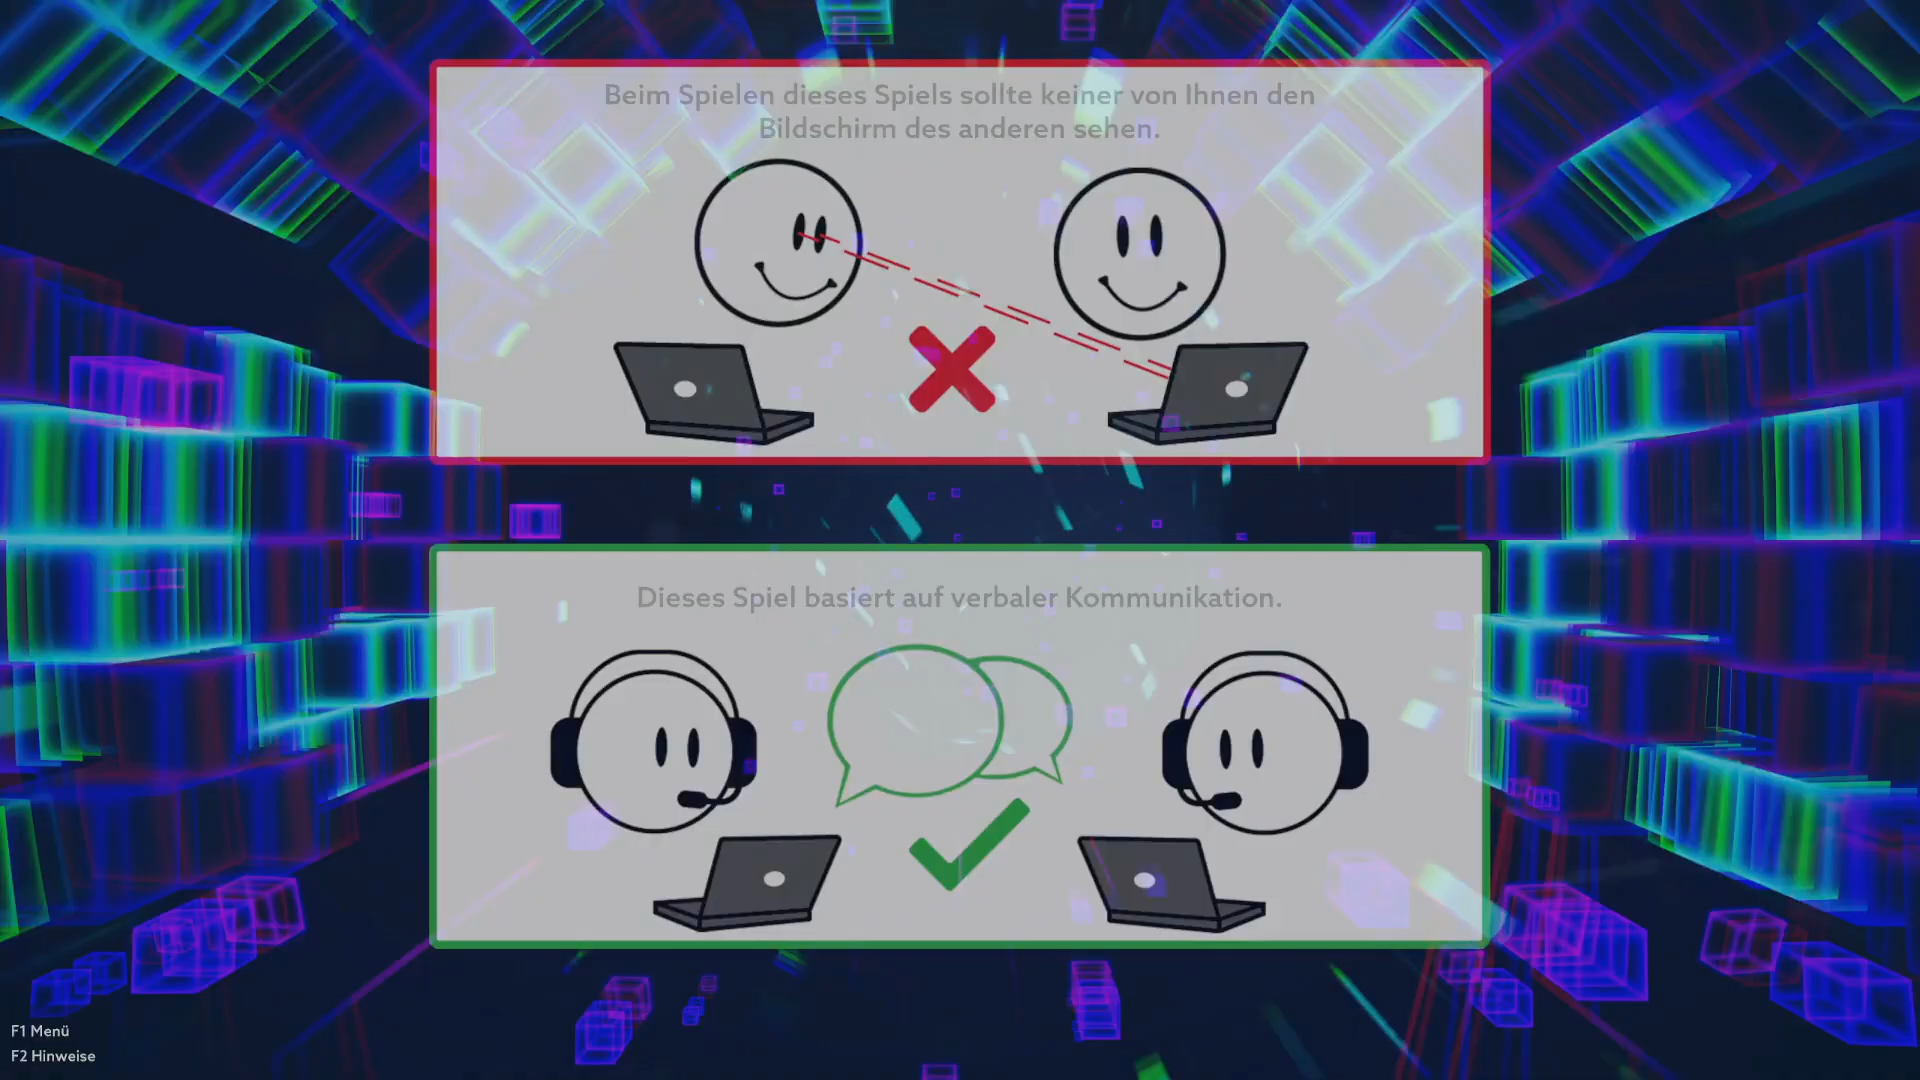 Beim Spielen dieses Spiels sollte keiner von Ihnen den
Bildschirm des anderen sehen.
Dieses Spiel basiert auf verbaler Kommunikation.
F1 Menü
F2 Hinweise